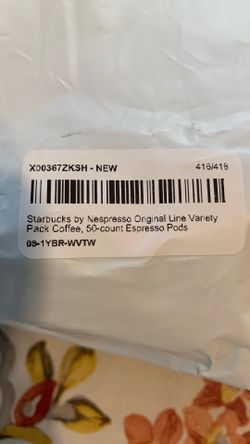 X00367ZKSH - NEW 418/418
Starbucks by Nespresso Original Line Variety
Pack Coffee, 50-count Espresso Pods
08-1YBR-WVTW